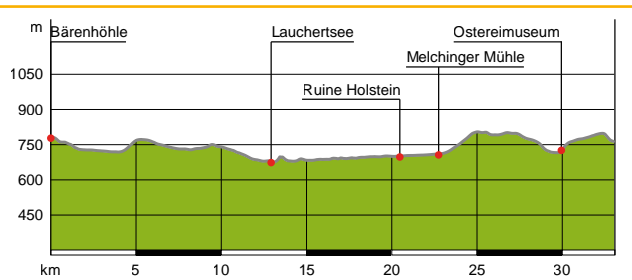 m
Bärenhöhle
Lauchertsee
Ostereimuseum
Melchinger Mühle
Ruine Holstein
1050
900
750
600
450
km 5 10 15 20 25 30